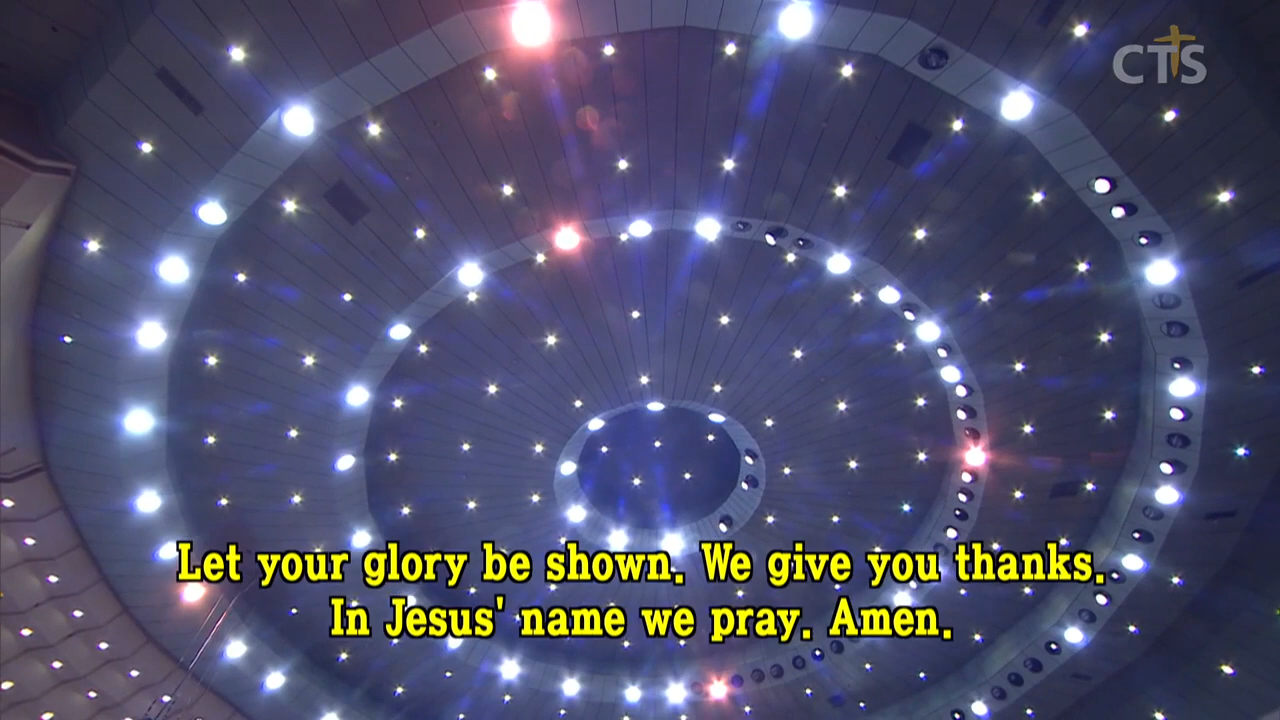 CTS
Let your glory be shown. We give you thanks.
In Jesus' name we pray. Amen.